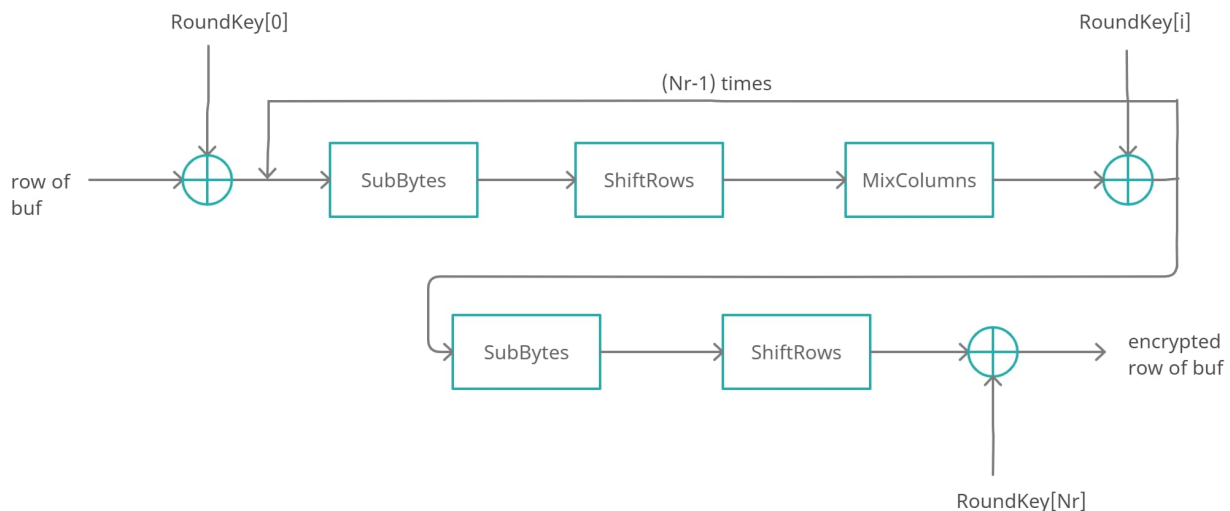 RoundKey[0]
RoundKey[i]
(Nr-1) times
row of
buf
SubBytes
ShiftRows
MixColumns
SubBytes
ShiftRows
encrypted
row of buf
RoundKey[Nr]